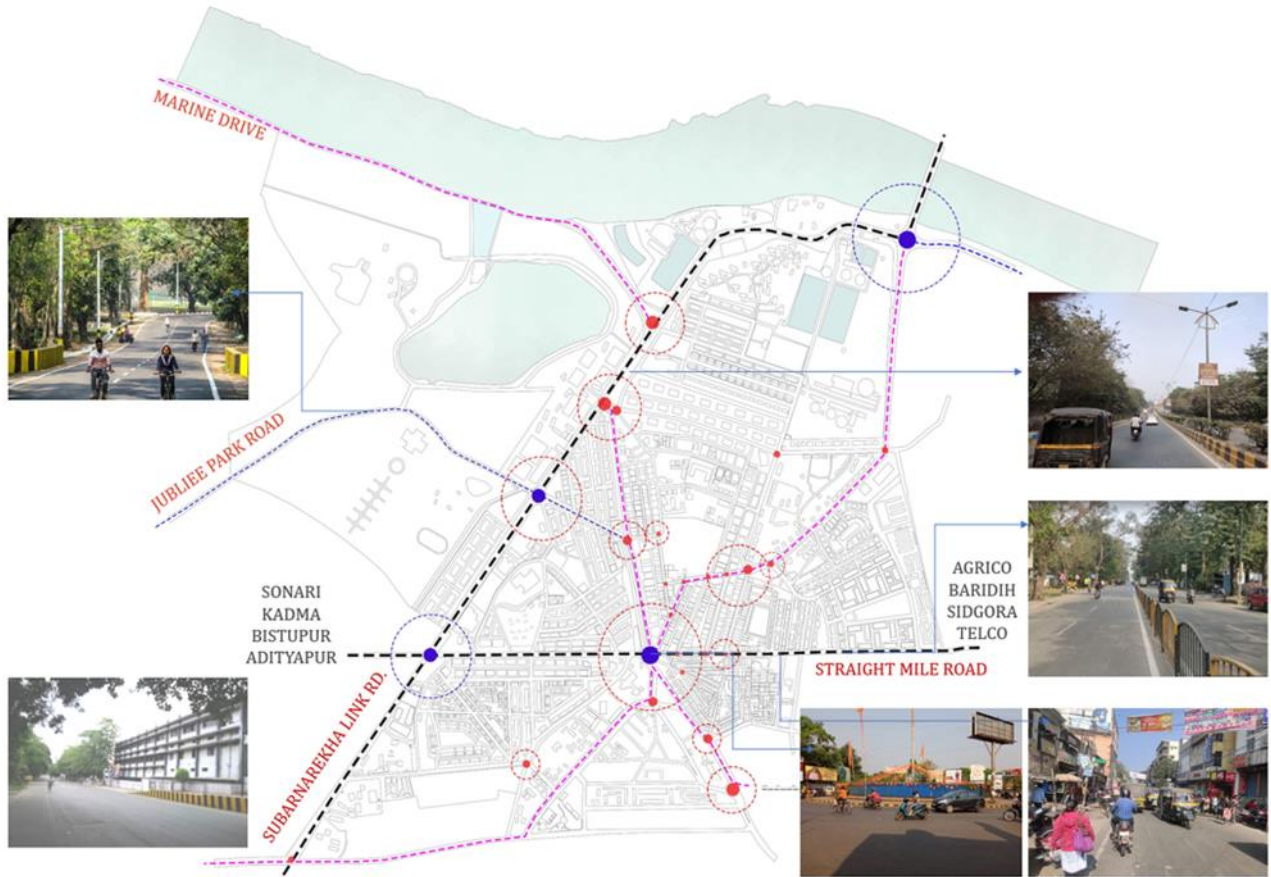 MARINE DRIVE
JUBLIEE PARK ROAD
SONARI
KADMA
BISTUPUR
ADITYAPUR
AGRICO
BARIDIH
SIDGORA
TELCO
STRAIGHT MILE ROAD
SUBARNAREKHA LINK RD.